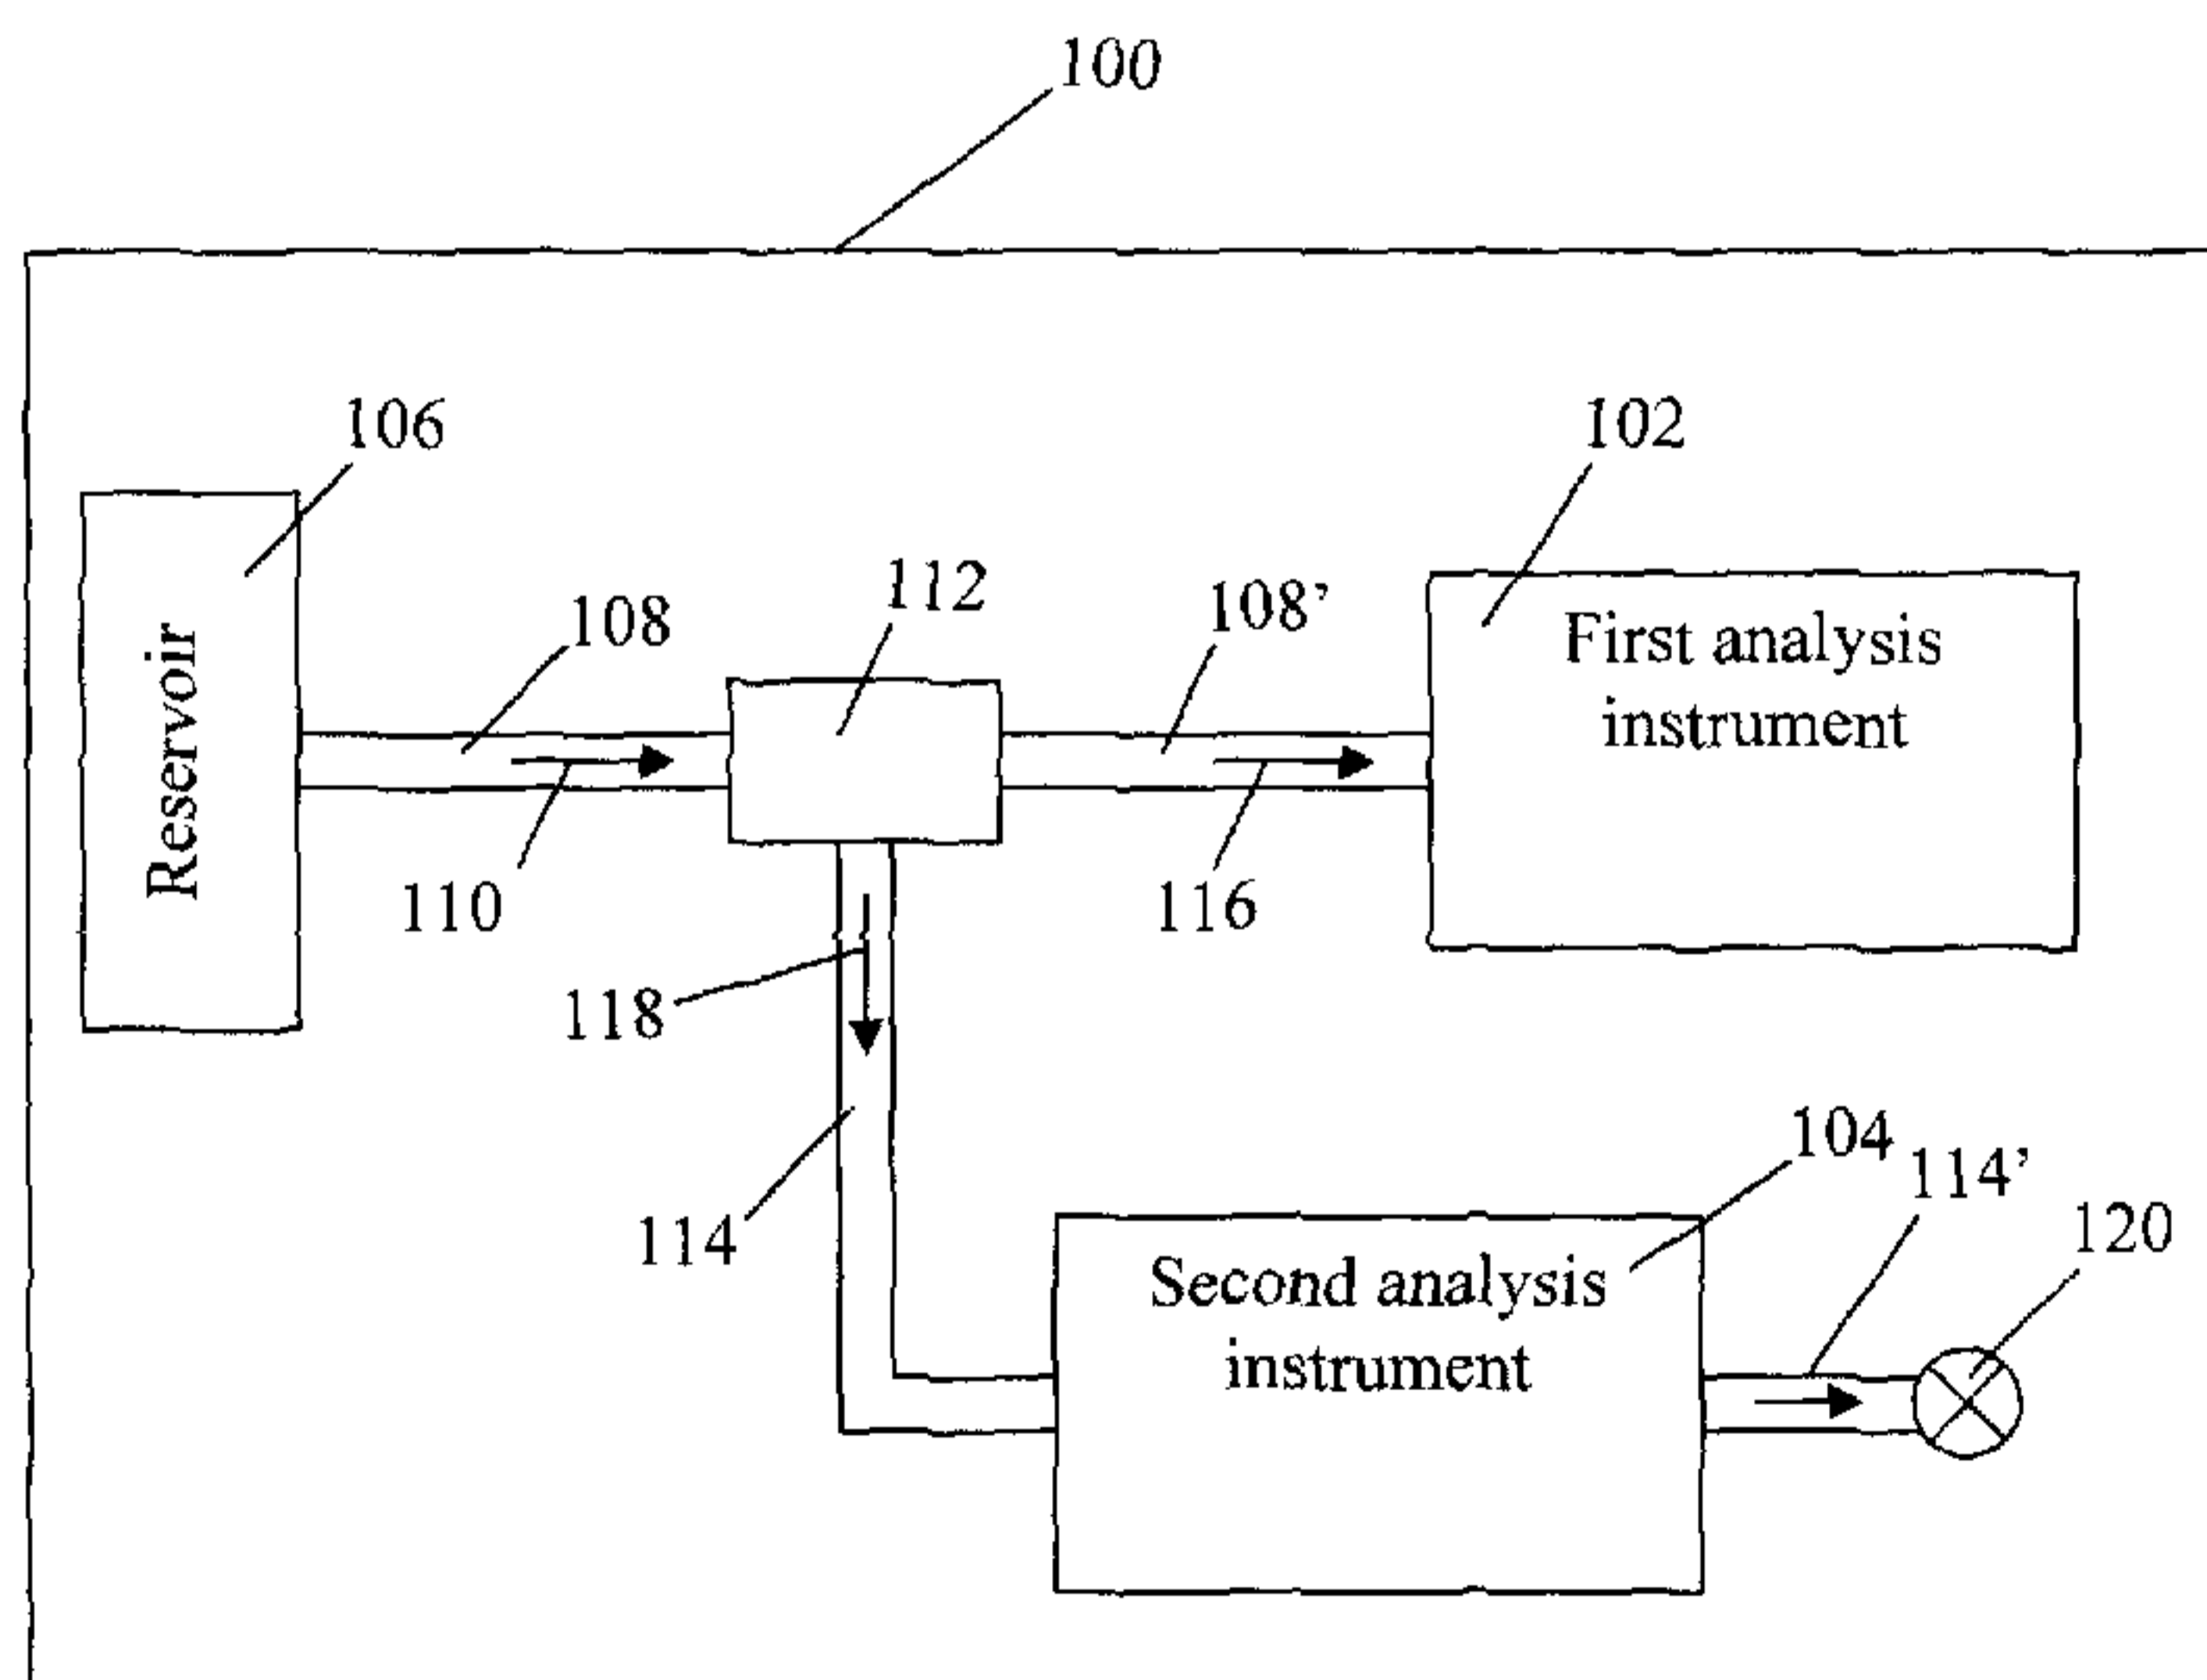 100
106
102
108
112
108’
First analysis
instrument
Reservoir
110
116
118
104
114’
114
120
Second analysis
instrument